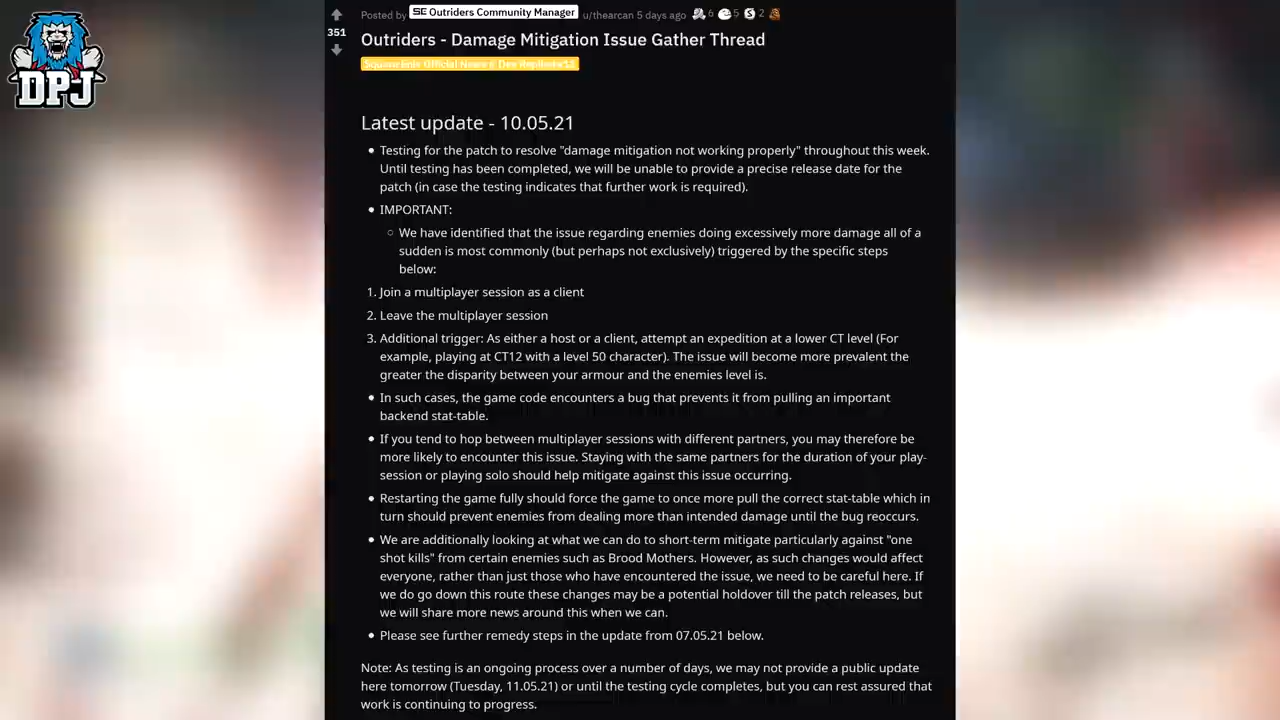 DPJ
Posted by SE Outriders Community Manager u/thearcan 5 days ago 6 5 2
351
Outriders - Damage Mitigation Issue Gather Thread
Square Enix Official News
Latest update - 10.05.21
• Testing for the patch to resolve "damage mitigation not working properly" throughout this week.
Until testing has been completed, we will be unable to provide a precise release date for the
patch (in case the testing indicates that further work is required).
• IMPORTANT:
○ We have identified that the issue regarding enemies doing excessively more damage all of a
sudden is most commonly (but perhaps not exclusively) triggered by the specific steps
below:
1. Join a multiplayer session as a client
2. Leave the multiplayer session
3. Additional trigger: As either a host or a client, attempt an expedition at a lower CT level (For
example, playing at CT12 with a level 50 character). The issue will become more prevalent the
greater the disparity between your armour and the enemies level is.
• In such cases, the game code encounters a bug that prevents it from pulling an important
backend stat-table.
• If you tend to hop between multiplayer sessions with different partners, you may therefore be
more likely to encounter this issue. Staying with the same partners for the duration of your play-
session or playing solo should help mitigate against this issue occurring.
• Restarting the game fully should force the game to once more pull the correct stat-table which in
turn should prevent enemies from dealing more than intended damage until the bug reoccurs.
• We are additionally looking at what we can do to short-term mitigate particularly against "one
shot kills" from certain enemies such as Brood Mothers. However, as such changes would affect
everyone, rather than just those who have encountered the issue, we need to be careful here. If
we do go down this route these changes may be a potential holdover till the patch releases, but
we will share more news around this when we can.
• Please see further remedy steps in the update from 07.05.21 below.
Note: As testing is an ongoing process over a number of days, we may not provide a public update
here tomorrow (Tuesday, 11.05.21) or until the testing cycle completes, but you can rest assured that
work is continuing to progress.